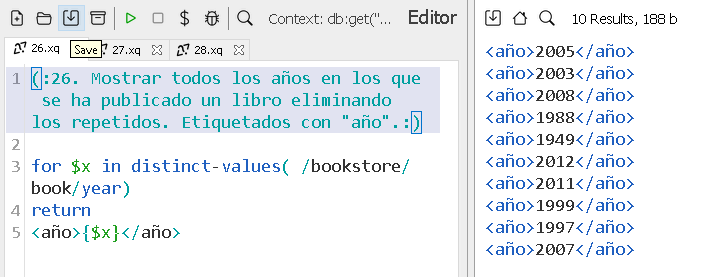 Context: db:get("... Editor
26.xq Save 27.xq 28.xq
1 (:26. Mostrar todos los años en los que
se ha publicado un libro eliminando
los repetidos. Etiquetados con "año".:)
2
3 for $x in distinct-values( /bookstore/
book/year)
4 return
5 <año>{$x}</año>
10 Results, 188 b
<año>2005</año>
<año>2003</año>
<año>2008</año>
<año>1988</año>
<año>1949</año>
<año>2012</año>
<año>2011</año>
<año>1999</año>
<año>1997</año>
<año>2007</año>